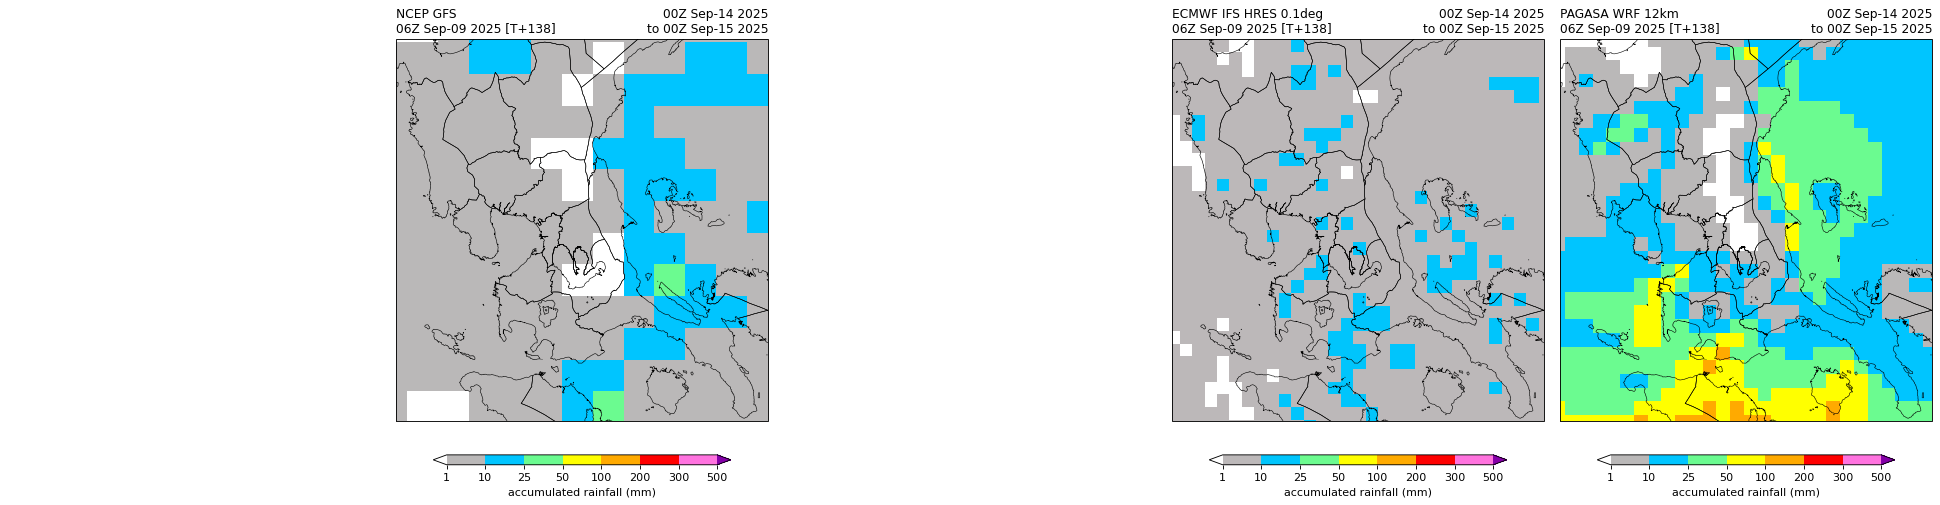 NCEP GFS 00Z Sep-14 2025
06Z Sep-09 2025 [T+138] to 00Z Sep-15 2025
1 10 25 50 100 200 300 500
accumulated rainfall (mm)
ECMWF IFS HRES 0.1deg 00Z Sep-14 2025
06Z Sep-09 2025 [T+138] to 00Z Sep-15 2025
1 10 25 50 100 200 300 500
accumulated rainfall (mm)
PAGASA WRF 12km 00Z Sep-14 2025
06Z Sep-09 2025 [T+138] to 00Z Sep-15 2025
1 10 25 50 100 200 300 500
accumulated rainfall (mm)